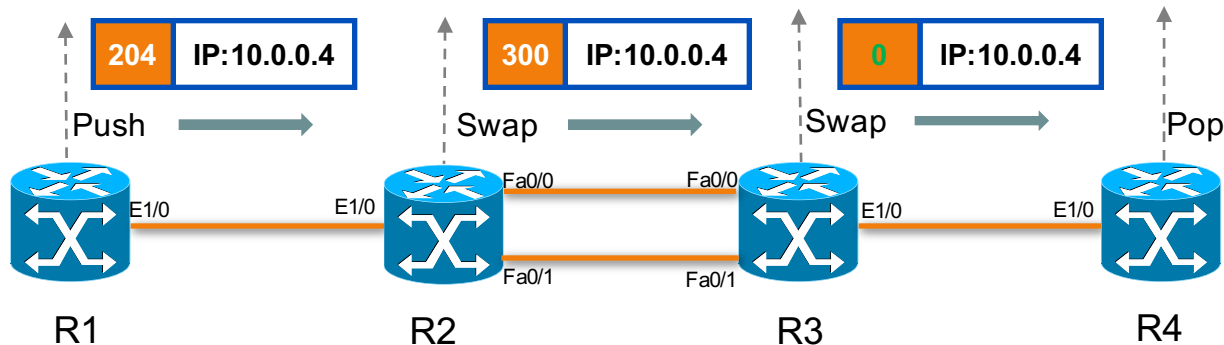 204 IP:10.0.0.4 300 IP:10.0.0.4 0 IP:10.0.0.4
Push Swap Swap Pop
Fa0/0 Fa0/0
E1/0 E1/0 E1/0 E1/0
Fa0/1 Fa0/1
R1 R2 R3 R4